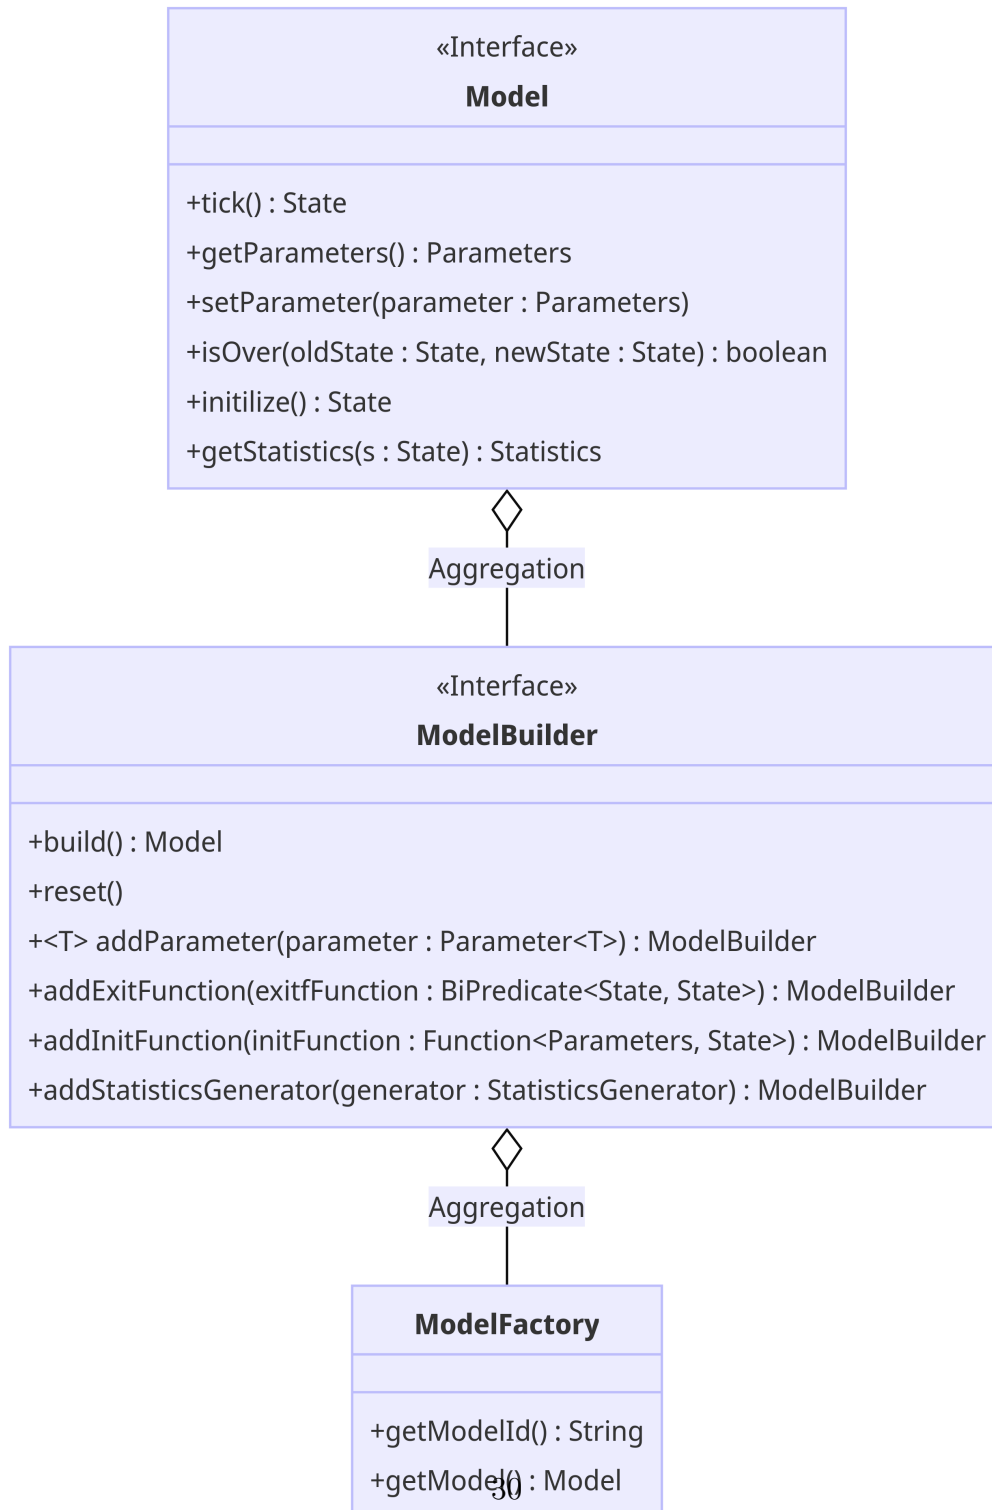 «Interface»
Model
+tick() : State
+getParameters() : Parameters
+setParameter(parameter : Parameters)
+isOver(oldState : State, newState : State) : boolean
+initilize() : State
+getStatistics(s : State) : Statistics
Aggregation
«Interface»
ModelBuilder
+build() : Model
+reset()
+<T> addParameter(parameter : Parameter<T>) : ModelBuilder
+addExitFunction(exitfFunction : BiPredicate<State, State>) : ModelBuilder
+addInitFunction(initFunction : Function<Parameters, State>) : ModelBuilder
+addStatisticsGenerator(generator : StatisticsGenerator) : ModelBuilder
Aggregation
ModelFactory
+getModelId() : String
+getModel() : Model
30